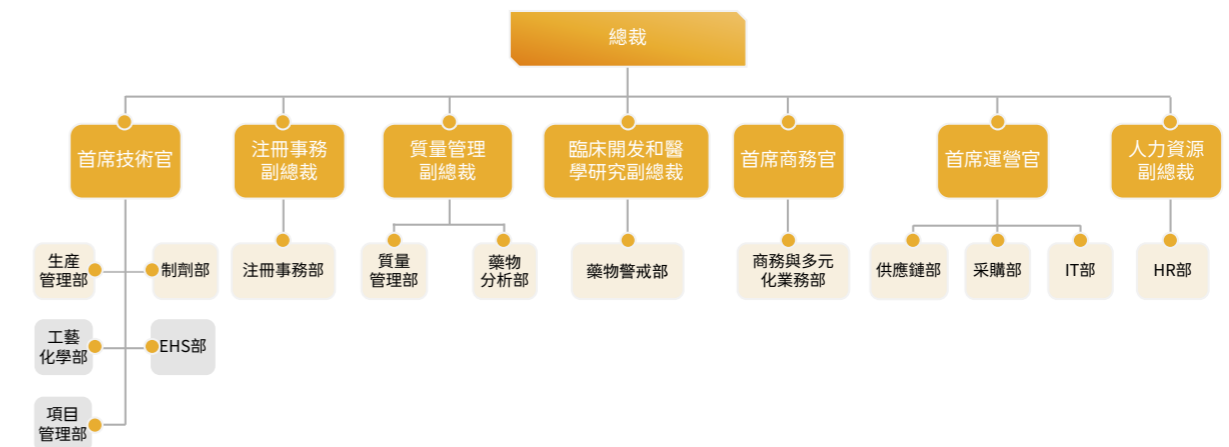 總裁
首席技術官
注冊事務
副總裁
質量管理
副總裁
臨床開发和醫
學研究副總裁
首席商務官
首席運營官
人力資源
副總裁
生産
管理部
制劑部
注冊事務部
質量
管理部
藥物
分析部
藥物警戒部
商務與多元
化業務部
供應鏈部
采購部
IT部
HR部
工藝
化學部
EHS部
項目
管理部